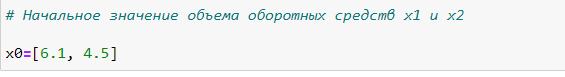 # Начальное значение объема оборотных средств x1 и x2
x0=[6.1, 4.5]